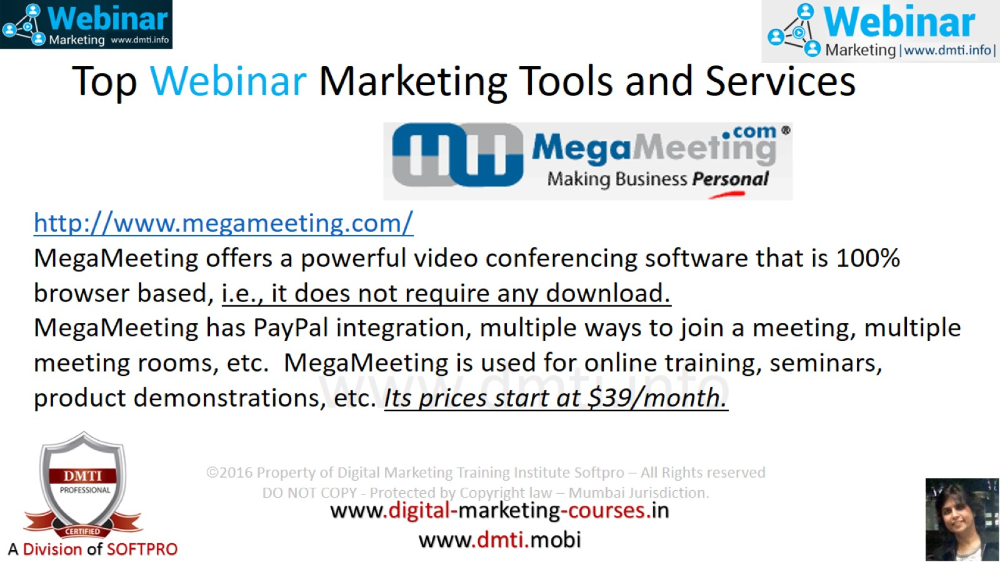 Webinar
Marketing www.dmti.info
Webinar
Marketing|www.dmti.info|
Top Webinar Marketing Tools and Services
MegaMeeting.com®
Making Business Personal
http://www.megameeting.com/
MegaMeeting offers a powerful video conferencing software that is 100%
browser based, i.e., it does not require any download.
MegaMeeting has PayPal integration, multiple ways to join a meeting, multiple
meeting rooms, etc.  MegaMeeting is used for online training, seminars,
product demonstrations, etc. Its prices start at $39/month.
www.dmti.info
DMTI
PROFESSIONAL
CERTIFIED
A Division of SOFTPRO
©2016 Property of Digital Marketing Training Institute Softpro – All Rights reserved
DO NOT COPY - Protected by Copyright law – Mumbai Jurisdiction.
www.digital-marketing-courses.in
www.dmti.mobi